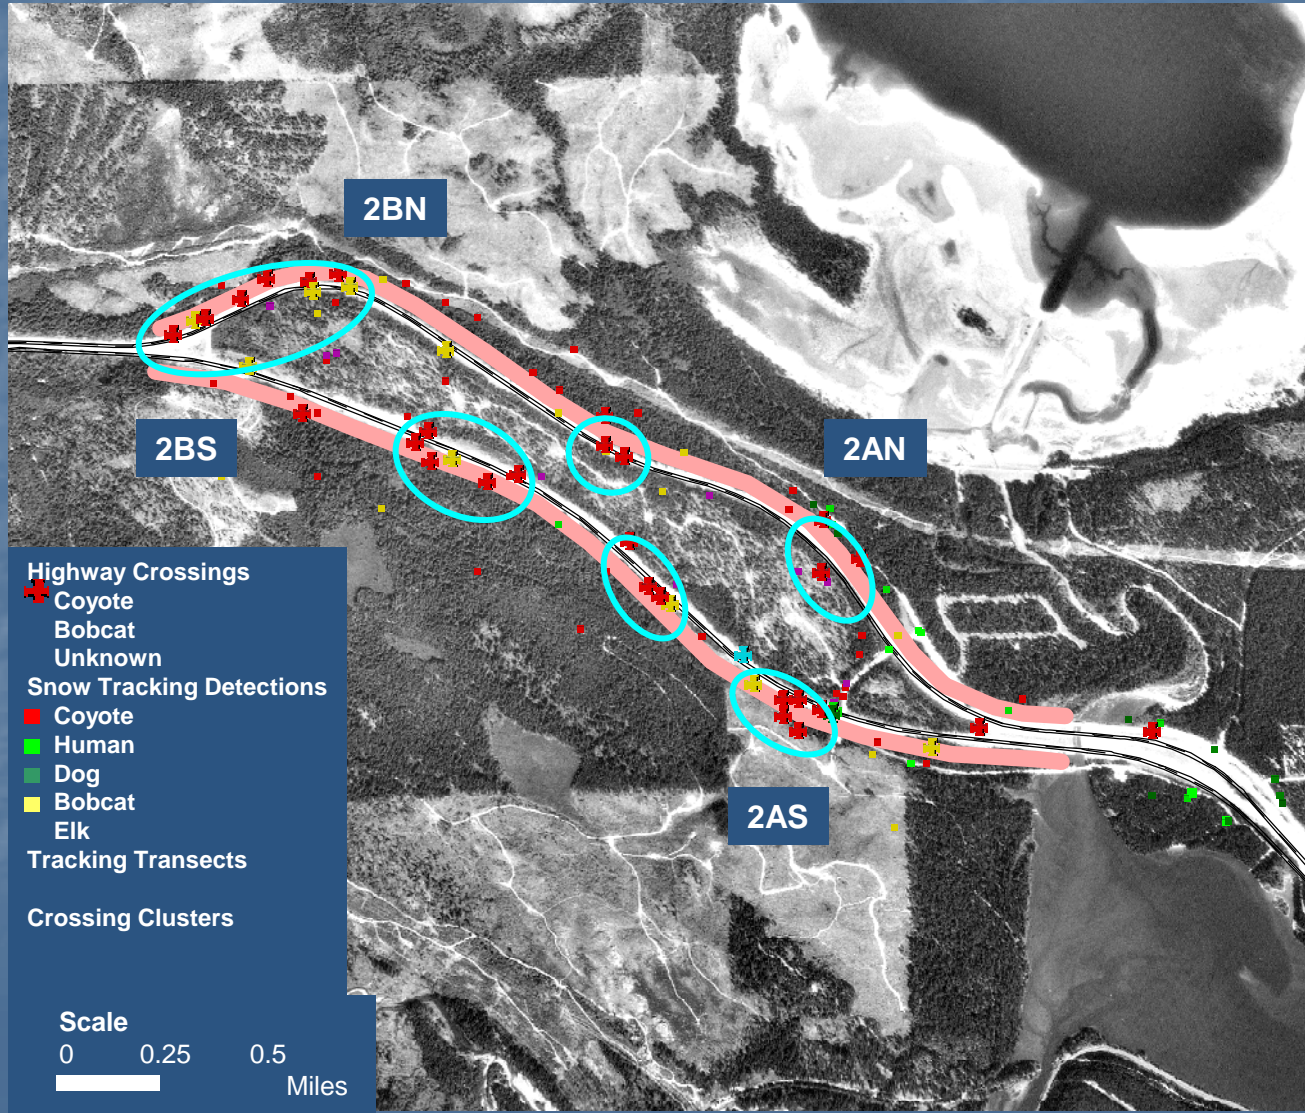 2BN
2BS
2AN
2AS
Highway Crossings
Coyote
Bobcat
Unknown
Snow Tracking Detections
Coyote
Human
Dog
Bobcat
Elk
Tracking Transects
Crossing Clusters
Scale
0 0.25 0.5
Miles